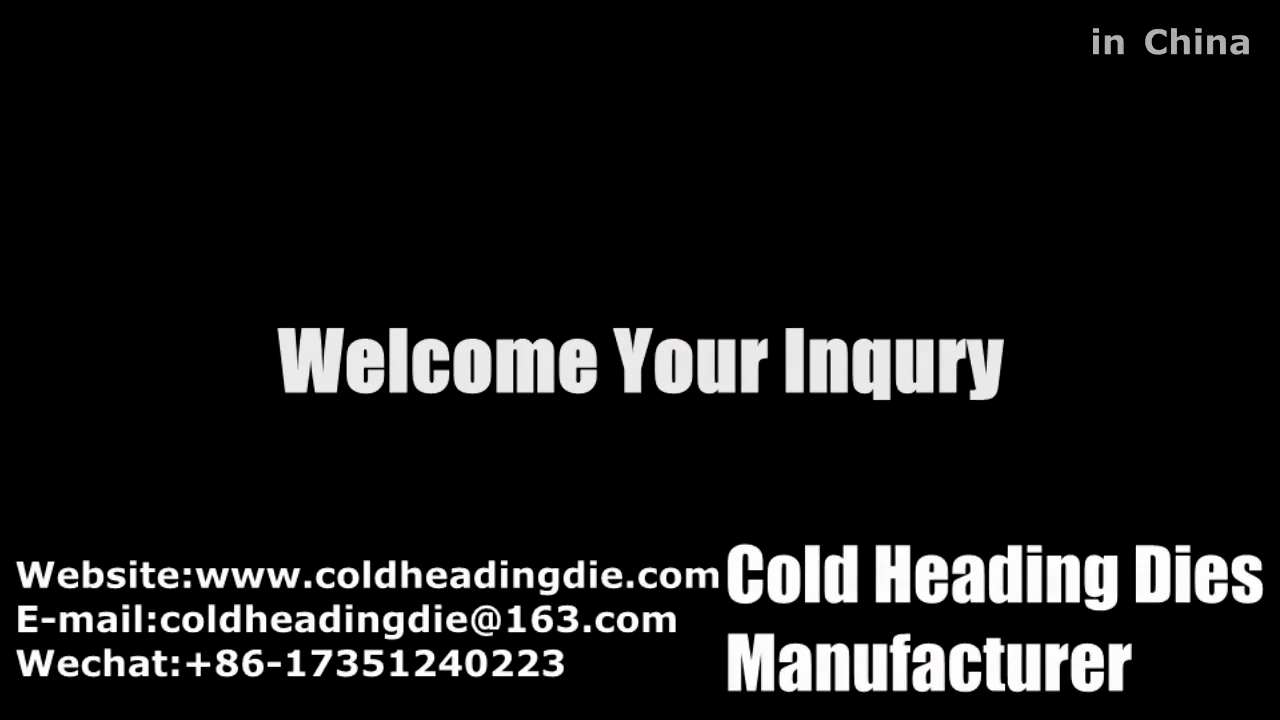 in China
Welcome Your Inqury
Website:www.coldheadingdie.com
E-mail:coldheadingdie@163.com
Wechat:+86-17351240223
Cold Heading Dies
Manufacturer